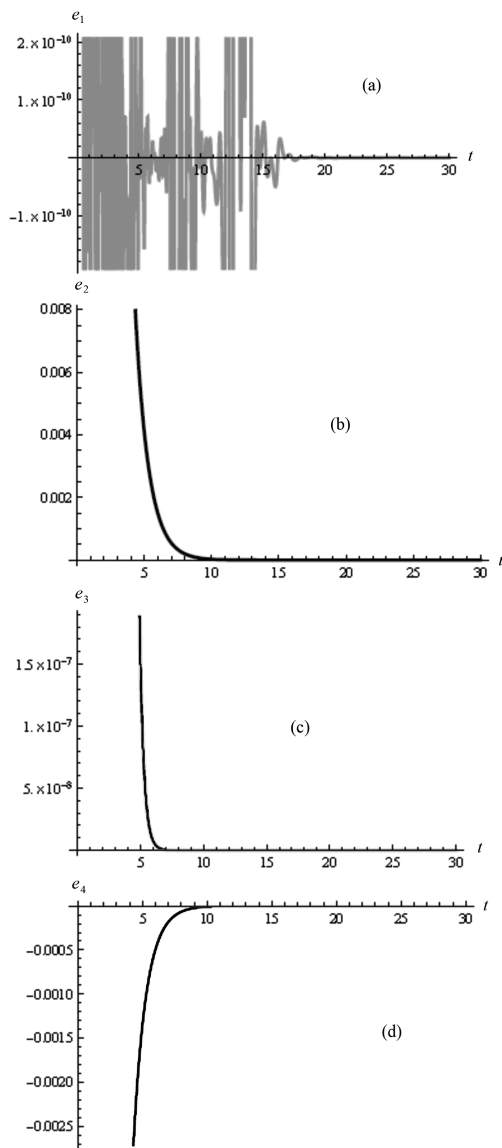 e₁
2.×10⁻¹⁰
(a)
1.×10⁻¹⁰
5 10 15 20 25 30 t
−1.×10⁻¹⁰
e₂
0.008
0.006
(b)
0.004
0.002
5 10 15 20 25 30 t
e₃
1.5×10⁻⁷
(c)
1.×10⁻⁷
5.×10⁻⁸
5 10 15 20 25 30 t
e₄
5 10 15 20 25 30 t
−0.0005
−0.0010
−0.0015
(d)
−0.0020
−0.0025